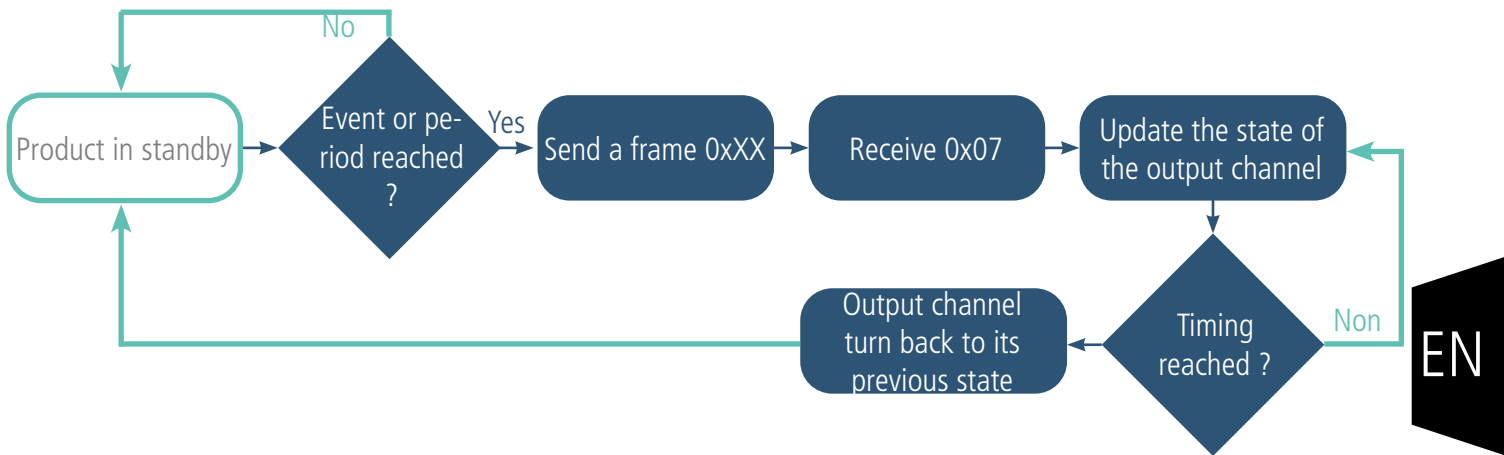 No
Product in standby
Event or pe-
riod reached
?
Yes
Send a frame 0xXX
Receive 0x07
Update the state of
the output channel
Timing
reached ?
Non
Output channel
turn back to its
previous state
EN